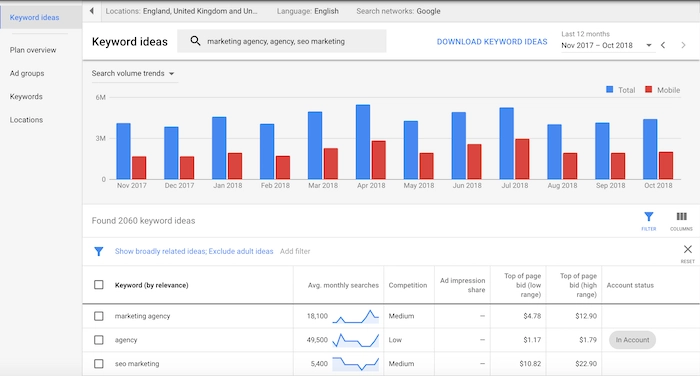 Keyword ideas
Plan overview
Ad groups
Keywords
Locations
Locations: England, United Kingdom and Un... Language: English Search networks: Google
Keyword ideas
marketing agency, agency, seo marketing
DOWNLOAD KEYWORD IDEAS
Last 12 months
Nov 2017 – Oct 2018
Search volume trends
Total Mobile
6M
3M
0
Nov 2017 Dec 2017 Jan 2018 Feb 2018 Mar 2018 Apr 2018 May 2018 Jun 2018 Jul 2018 Aug 2018 Sep 2018 Oct 2018
Found 2060 keyword ideas
FILTER COLUMNS
Show broadly related ideas; Exclude adult ideas Add filter
RESET
Keyword (by relevance) Avg. monthly searches Competition Ad impression share Top of page bid (low range) Top of page bid (high range) Account status
marketing agency 18,100 Medium — $4.78 $12.90
agency 49,500 Low — $1.17 $1.79 In Account
seo marketing 5,400 Medium — $10.82 $22.90